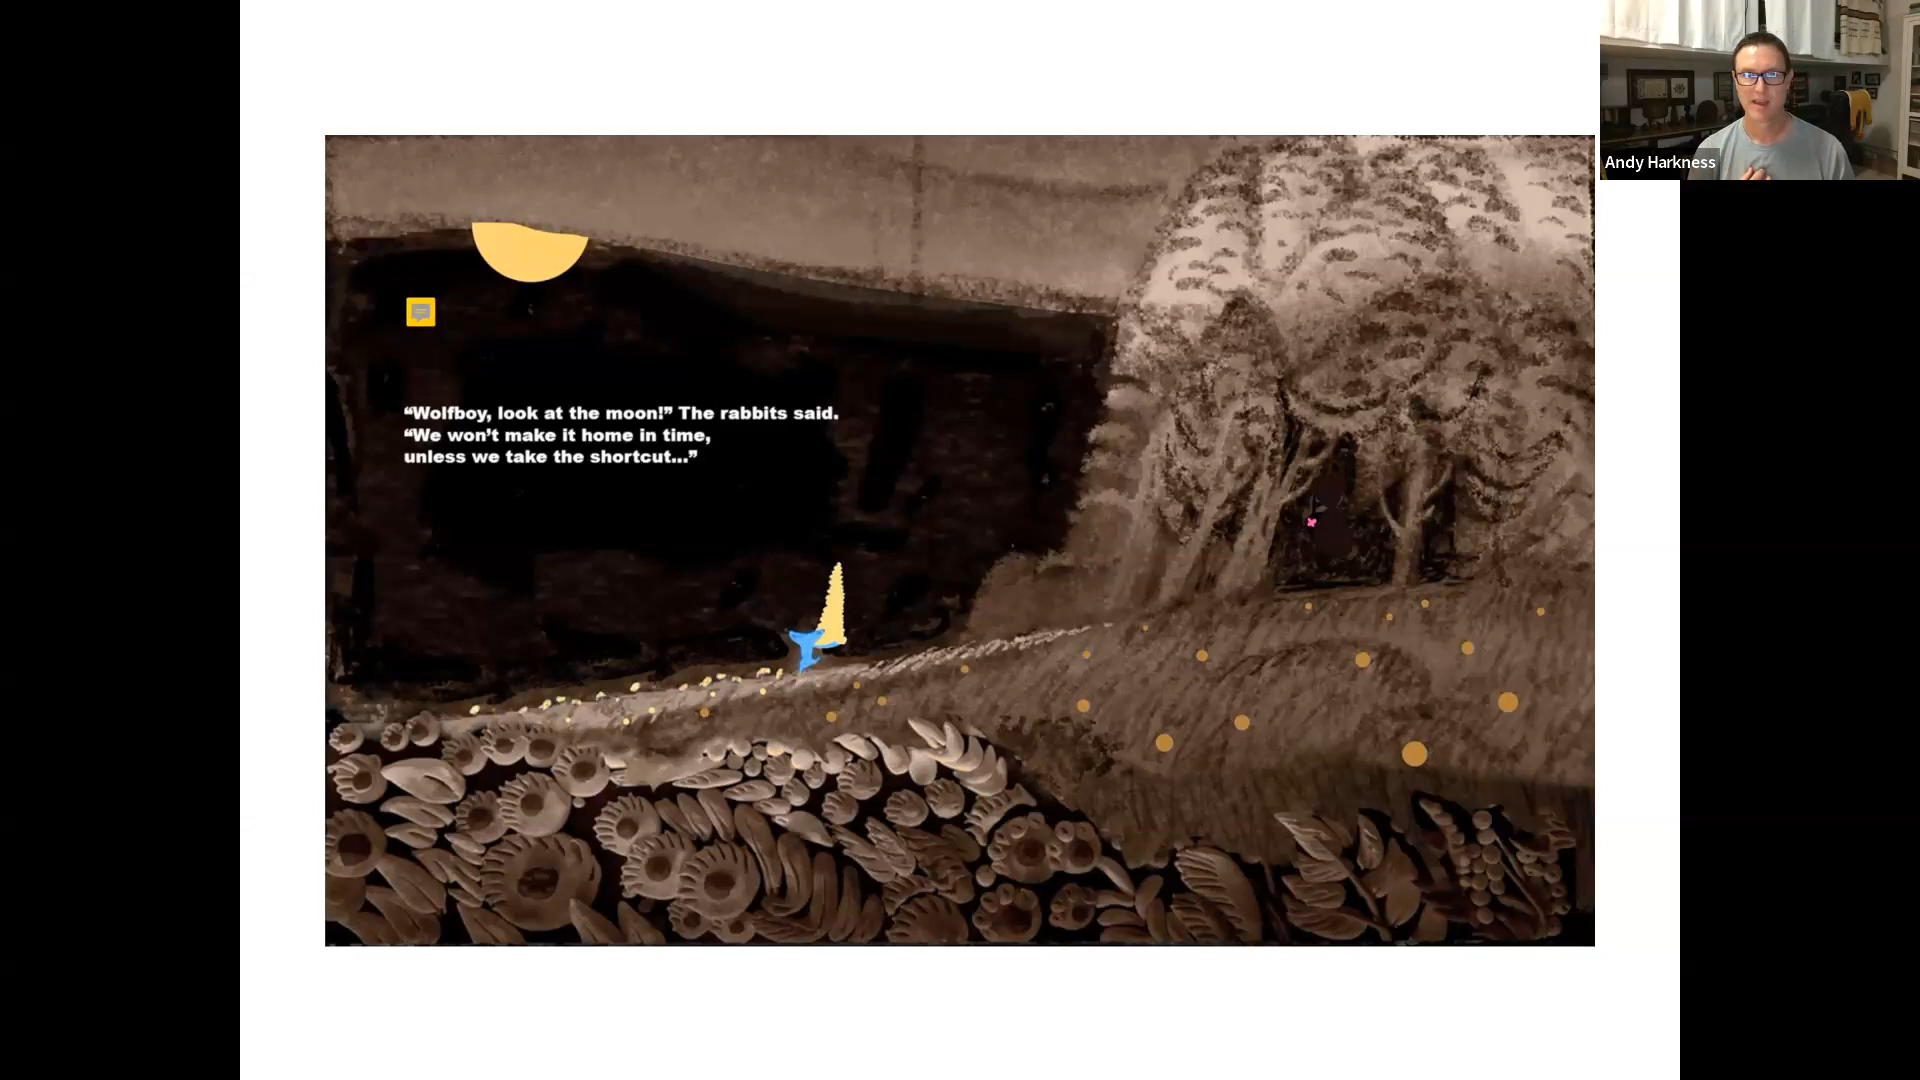 Andy Harkness
“Wolfboy, look at the moon!” The rabbits said.
“We won’t make it home in time,
unless we take the shortcut...”